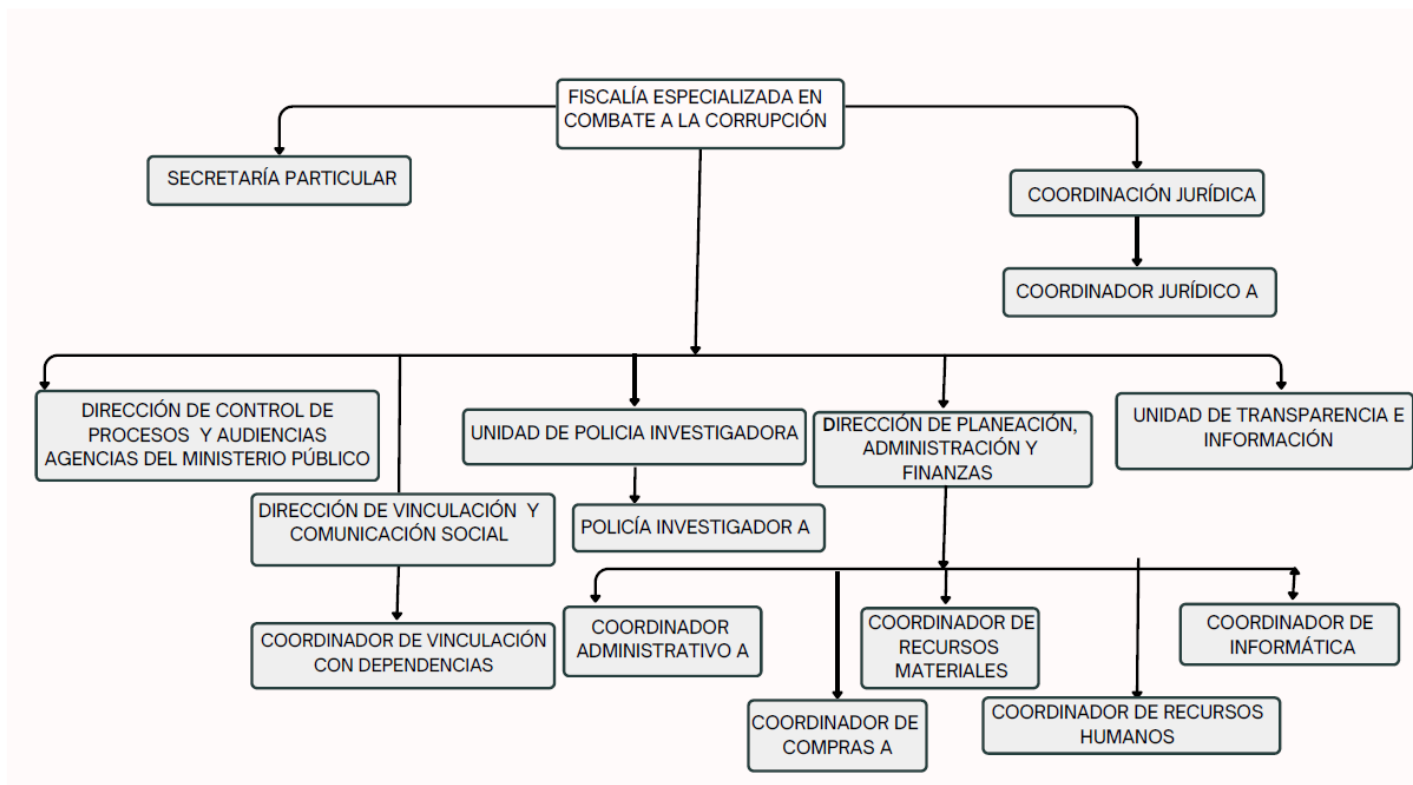 FISCALÍA ESPECIALIZADA EN
COMBATE A LA CORRUPCIÓN
SECRETARÍA PARTICULAR
COORDINACIÓN JURÍDICA
COORDINADOR JURÍDICO A
DIRECCIÓN DE CONTROL DE
PROCESOS Y AUDIENCIAS
AGENCIAS DEL MINISTERIO PÚBLICO
DIRECCIÓN DE VINCULACIÓN Y
COMUNICACIÓN SOCIAL
COORDINADOR DE VINCULACIÓN
CON DEPENDENCIAS
UNIDAD DE POLICIA INVESTIGADORA
POLICÍA INVESTIGADOR A
DIRECCIÓN DE PLANEACIÓN,
ADMINISTRACIÓN Y
FINANZAS
UNIDAD DE TRANSPARENCIA E
INFORMACIÓN
COORDINADOR
ADMINISTRATIVO A
COORDINADOR DE
COMPRAS A
COORDINADOR DE
RECURSOS
MATERIALES
COORDINADOR DE RECURSOS
HUMANOS
COORDINADOR DE
INFORMÁTICA